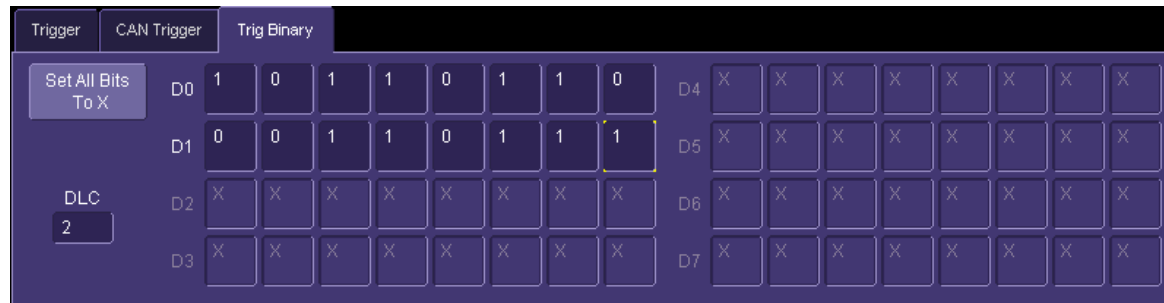 Trigger CAN Trigger Trig Binary
Set All Bits
To X
D0 1 0 1 1 0 1 1 0 D4 X X X X X X X X
D1 0 0 1 1 0 1 1 1 D5 X X X X X X X X
DLC
2
D2 X X X X X X X X D6 X X X X X X X X
D3 X X X X X X X X D7 X X X X X X X X